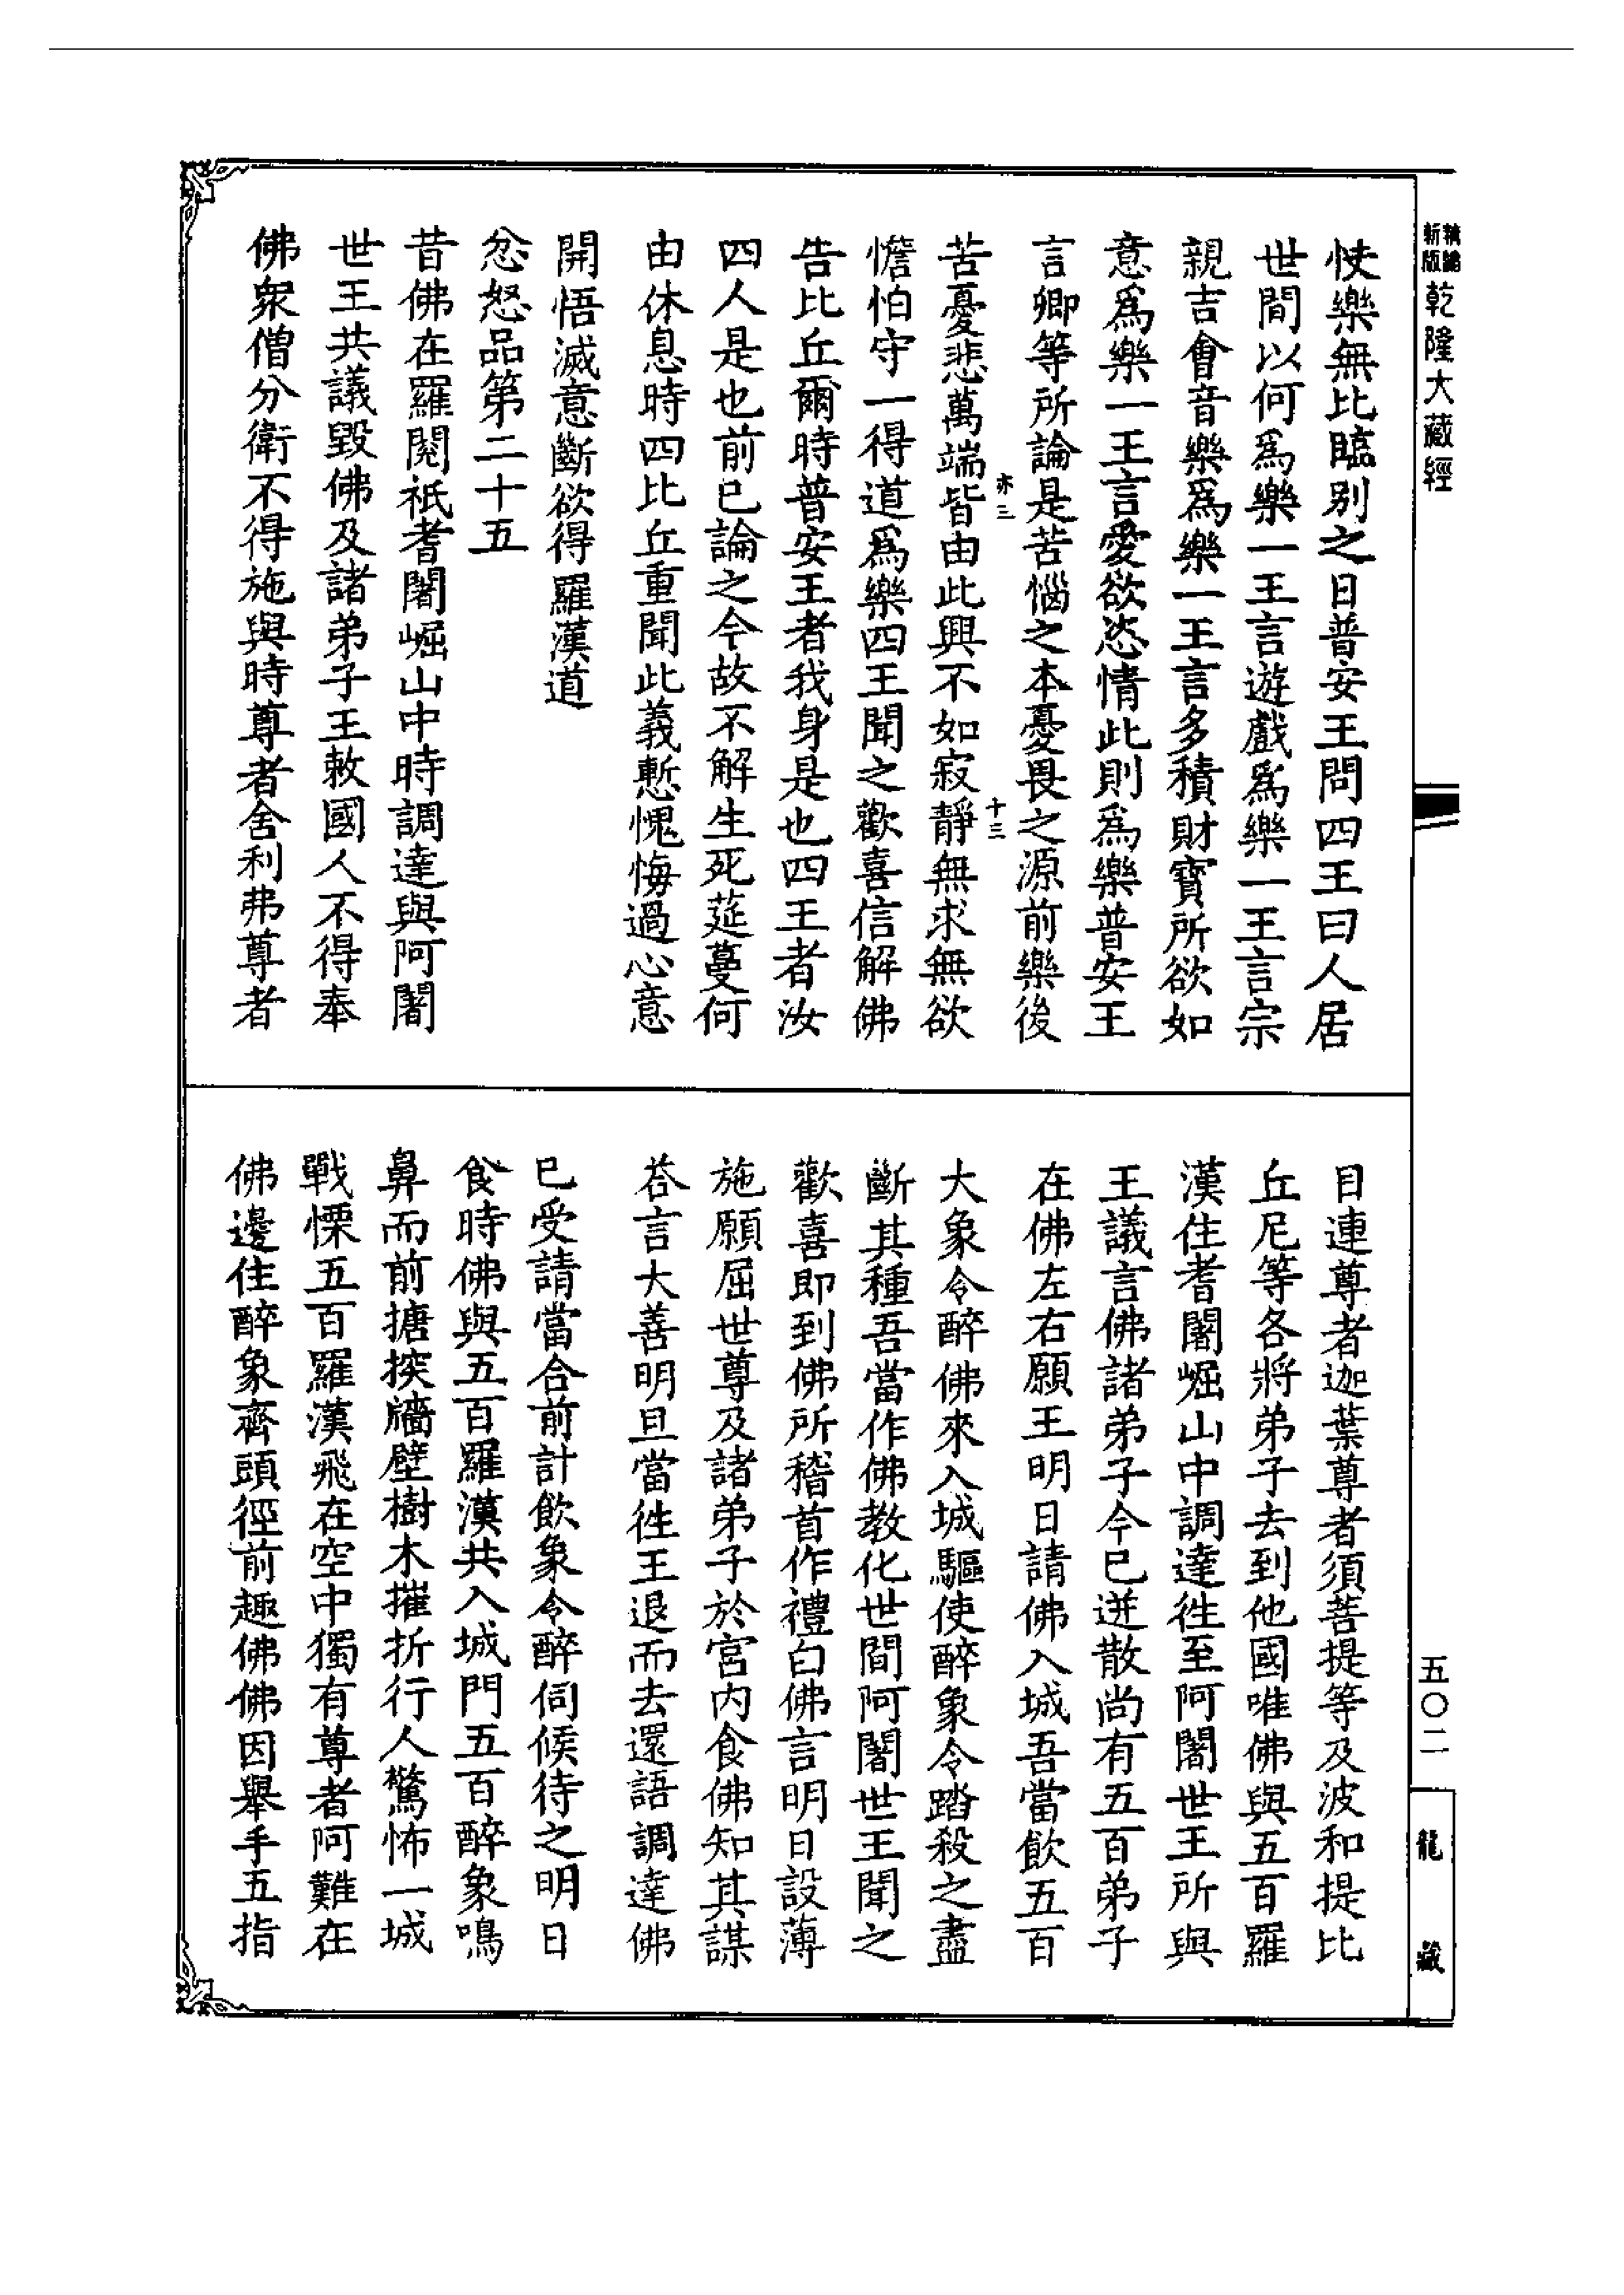 新版
精編
乾隆大藏經
快樂無比臨別之日普安王問四王曰人居
世間以何爲樂一王言遊戲爲樂一王言宗
親吉會音樂爲樂一王言多積財寶所欲如
意爲樂一王言愛欲恣情此則爲樂普安王
言卿等所論是苦惱之本憂畏之源前樂後
亦三
十三
苦憂悲萬端皆由此興不如寂靜無求無欲
憺怕守一得道爲樂四王聞之歡喜信解佛
告比丘爾時普安王者我身是也四王者汝
四人是也前已論之今故不解生死莚蔓何
由休息時四比丘重聞此義慙愧悔過心意
開悟滅意斷欲得羅漢道
忿怒品第二十五
昔佛在羅閱祇耆闍崛山中時調達與阿闍
世王共議毀佛及諸弟子王敕國人不得奉
佛衆僧分衛不得施與時尊者舍利弗尊者
目連尊者迦葉尊者須菩提等及波和提比
丘尼等各將弟子去到他國唯佛與五百羅
漢住耆闍崛山中調達往至阿闍世王所與
王議言佛諸弟子今已迸散尚有五百弟子
在佛左右願王明日請佛入城吾當飲五百
大象令醉佛來入城驅使醉象令踏殺之盡
斷其種吾當作佛教化世間阿闍世王聞之
歡喜即到佛所稽首作禮白佛言明日設薄
施願屈世尊及諸弟子於宮内食佛知其謀
荅言大善明旦當徃王退而去還語調達佛
已受請當合前計飲象令醉伺候待之明日
食時佛與五百羅漢共入城門五百醉象鳴
鼻而前搪揬牆壁樹木摧折行人驚怖一城
戰慄五百羅漢飛在空中獨有尊者阿難在
佛邊住醉象齊頭徑前趣佛佛因舉手五指
五〇二
龍藏